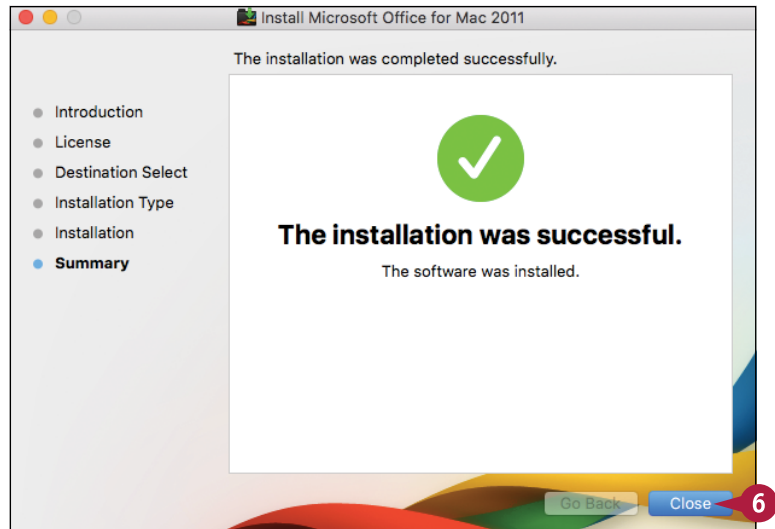 Install Microsoft Office for Mac 2011
The installation was completed successfully.
Introduction
License
Destination Select
Installation Type
Installation
Summary
The installation was successful.
The software was installed.
Go Back
Close
6